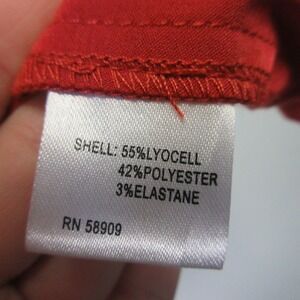 SHELL: 55%LYOCELL
42%POLYESTER
3%ELASTANE
RN 58909